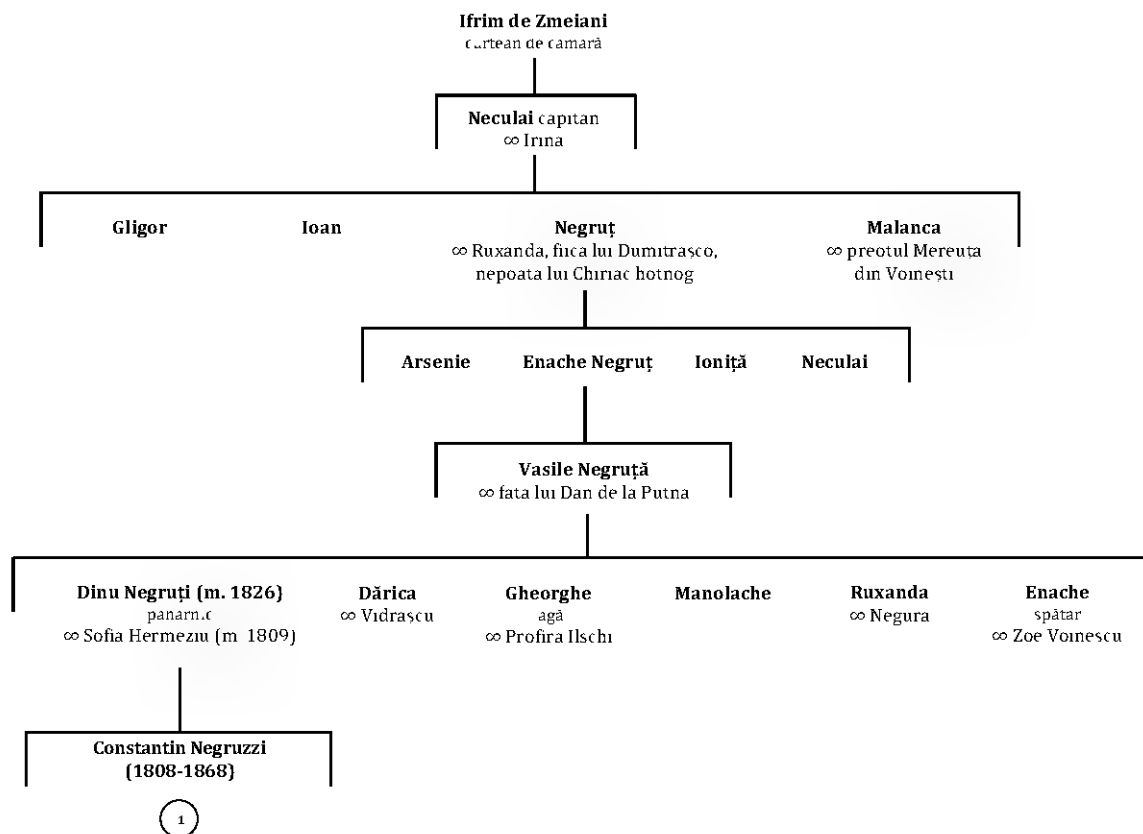 Ifrim de Zmeiani
curtean de cămară
Neculai capitan
∞ Irina
Gligor
Ioan
Negruț
∞ Ruxanda, fiica lui Dumitrașco,
nepoata lui Chiriac hotnog
Malanca
∞ preotul Mereuța
din Voinești
Arsenie
Enache Negruț
Ioniță
Neculai
Vasile Negruță
∞ fata lui Dan de la Putna
Dinu Negruți (m. 1826)
paharnic
∞ Sofia Hermeziu (m 1809)
Dărica
∞ Vidrașcu
Gheorghe
agă
∞ Profira Ilschi
Manolache
Ruxanda
∞ Negura
Enache
spătar
∞ Zoe Voinescu
Constantin Negruzzi
(1808-1868)
1